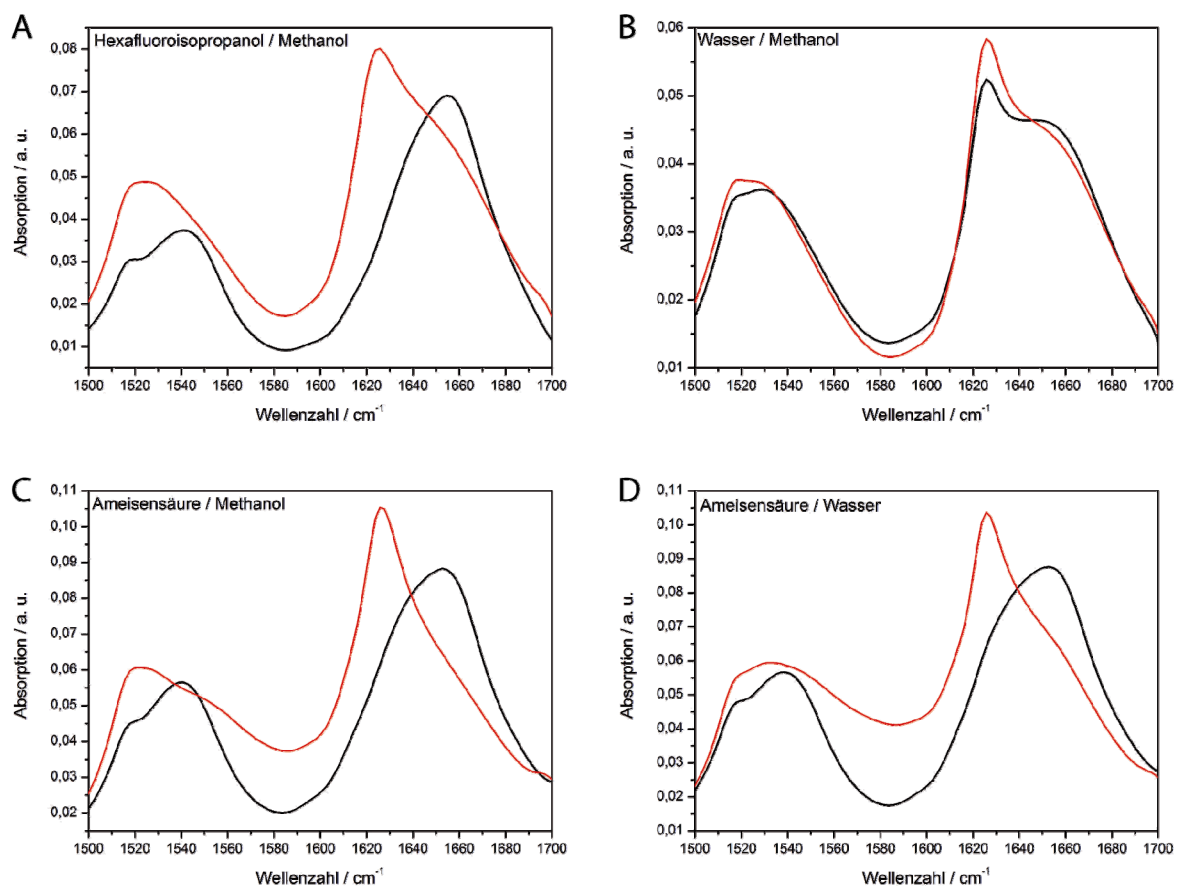 A
Hexafluoroisopropanol / Methanol
Absorption / a. u.
0,08
0,07
0,06
0,05
0,04
0,03
0,02
0,01
1500 1520 1540 1560 1580 1600 1620 1640 1660 1680 1700
Wellenzahl / cm-1
B
Wasser / Methanol
Absorption / a. u.
0,06
0,05
0,04
0,03
0,02
0,01
1500 1520 1540 1560 1580 1600 1620 1640 1660 1680 1700
Wellenzahl / cm-1
C
Ameisensäure / Methanol
Absorption / a. u.
0,11
0,10
0,09
0,08
0,07
0,06
0,05
0,04
0,03
0,02
1500 1520 1540 1560 1580 1600 1620 1640 1660 1680 1700
Wellenzahl / cm-1
D
Ameisensäure / Wasser
Absorption / a. u.
0,11
0,10
0,09
0,08
0,07
0,06
0,05
0,04
0,03
0,02
0,01
1500 1520 1540 1560 1580 1600 1620 1640 1660 1680 1700
Wellenzahl / cm-1